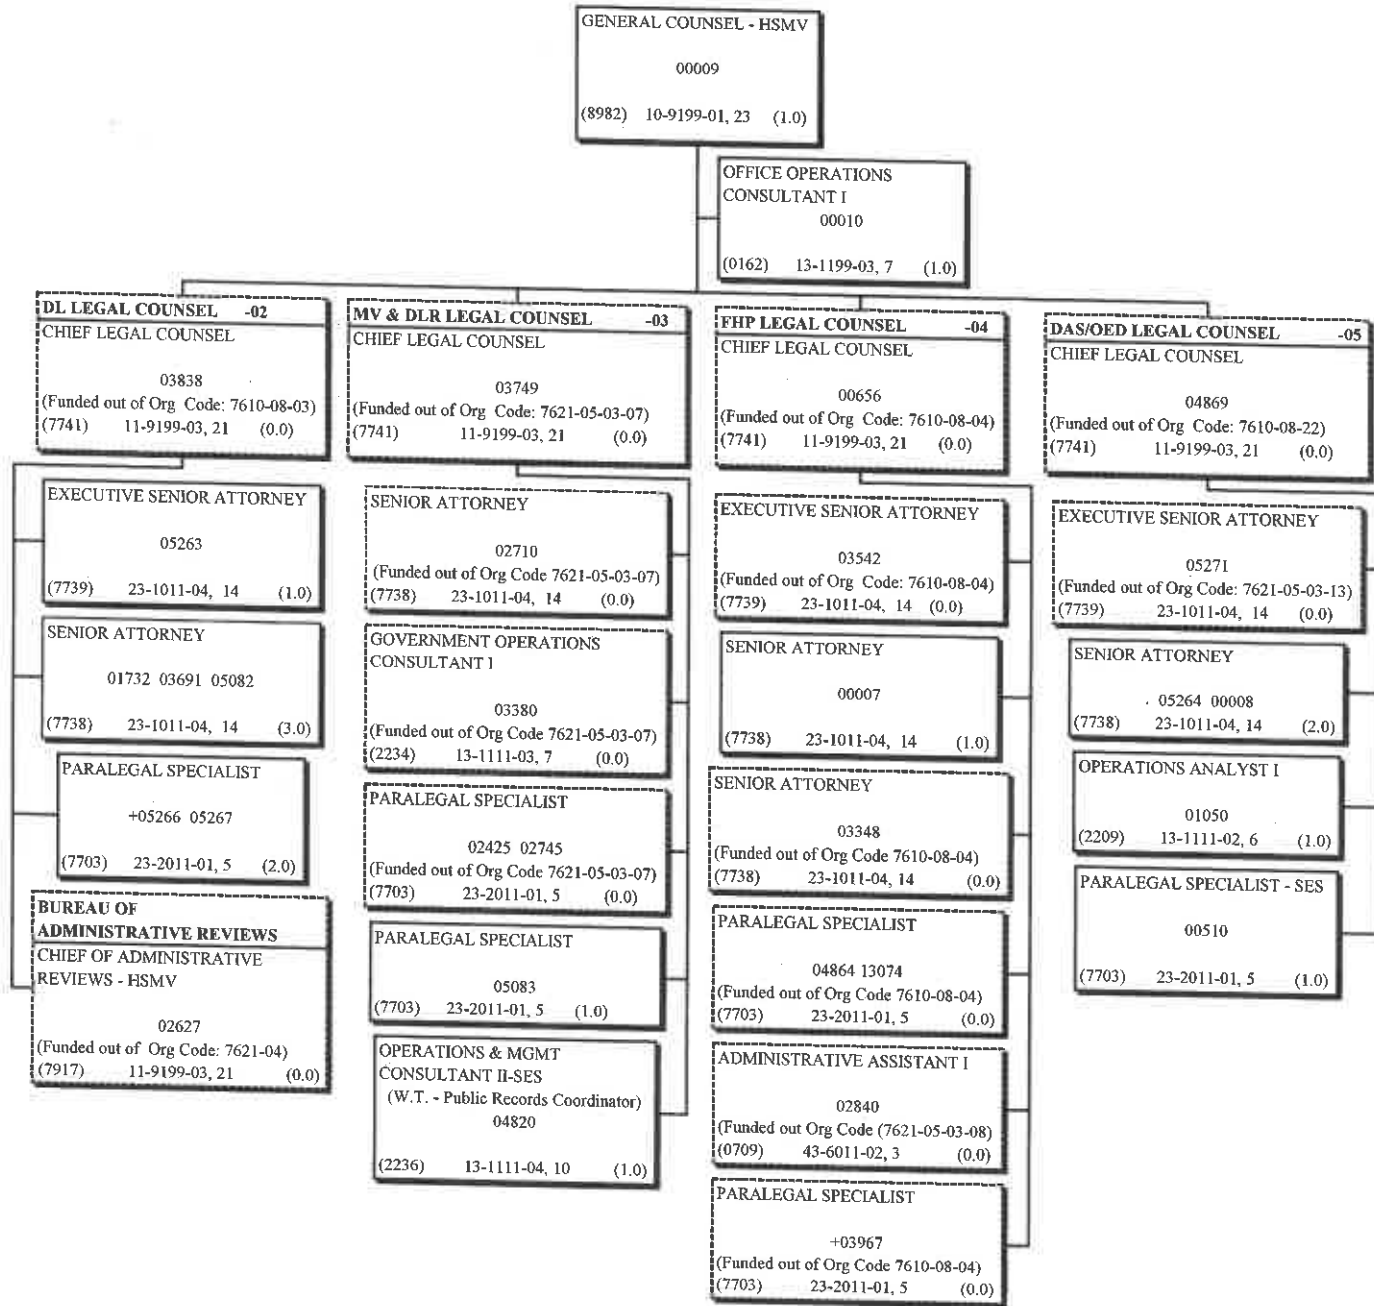 GENERAL COUNSEL - HSMV
00009
(8982) 10-9199-01, 23 (1.0)
OFFICE OPERATIONS
CONSULTANT I
00010
(0162) 13-1199-03, 7 (1.0)
DL LEGAL COUNSEL -02
CHIEF LEGAL COUNSEL
03838
(Funded out of Org Code: 7610-08-03)
(7741) 11-9199-03, 21 (0.0)
EXECUTIVE SENIOR ATTORNEY
05263
(7739) 23-1011-04, 14 (1.0)
SENIOR ATTORNEY
01732 03691 05082
(7738) 23-1011-04, 14 (3.0)
PARALEGAL SPECIALIST
+05266 05267
(7703) 23-2011-01, 5 (2.0)
BUREAU OF
ADMINISTRATIVE REVIEWS
CHIEF OF ADMINISTRATIVE
REVIEWS - HSMV
02627
(Funded out of Org Code: 7621-04)
(7917) 11-9199-03, 21 (0.0)
MV & DLR LEGAL COUNSEL -03
CHIEF LEGAL COUNSEL
03749
(Funded out of Org Code: 7621-05-03-07)
(7741) 11-9199-03, 21 (0.0)
SENIOR ATTORNEY
02710
(Funded out of Org Code 7621-05-03-07)
(7738) 23-1011-04, 14 (0.0)
GOVERNMENT OPERATIONS
CONSULTANT I
03380
(Funded out of Org Code 7621-05-03-07)
(2234) 13-1111-03, 7 (0.0)
PARALEGAL SPECIALIST
02425 02745
(Funded out of Org Code 7621-05-03-07)
(7703) 23-2011-01, 5 (0.0)
PARALEGAL SPECIALIST
05083
(7703) 23-2011-01, 5 (1.0)
OPERATIONS & MGMT
CONSULTANT II-SES
(W.T. - Public Records Coordinator)
04820
(2236) 13-1111-04, 10 (1.0)
FHP LEGAL COUNSEL -04
CHIEF LEGAL COUNSEL
00656
(Funded out of Org Code: 7610-08-04)
(7741) 11-9199-03, 21 (0.0)
EXECUTIVE SENIOR ATTORNEY
03542
(Funded out of Org Code: 7610-08-04)
(7739) 23-1011-04, 14 (0.0)
SENIOR ATTORNEY
00007
(7738) 23-1011-04, 14 (1.0)
SENIOR ATTORNEY
03348
(Funded out of Org Code 7610-08-04)
(7738) 23-1011-04, 14 (0.0)
PARALEGAL SPECIALIST
04864 13074
(Funded out of Org Code 7610-08-04)
(7703) 23-2011-01, 5 (0.0)
ADMINISTRATIVE ASSISTANT I
02840
(Funded out Org Code (7621-05-03-08)
(0709) 43-6011-02, 3 (0.0)
PARALEGAL SPECIALIST
+03967
(Funded out of Org Code 7610-08-04)
(7703) 23-2011-01, 5 (0.0)
DAS/OED LEGAL COUNSEL -05
CHIEF LEGAL COUNSEL
04869
(Funded out of Org Code: 7610-08-22)
(7741) 11-9199-03, 21 (0.0)
EXECUTIVE SENIOR ATTORNEY
05271
(Funded out of Org Code: 7621-05-03-13)
(7739) 23-1011-04, 14 (0.0)
SENIOR ATTORNEY
05264 00008
(7738) 23-1011-04, 14 (2.0)
OPERATIONS ANALYST I
01050
(2209) 13-1111-02, 6 (1.0)
PARALEGAL SPECIALIST - SES
00510
(7703) 23-2011-01, 5 (1.0)